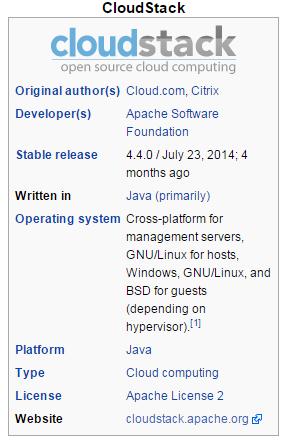 CloudStack
cloudstack
open source cloud computing
Original author(s) Cloud.com, Citrix
Developer(s) Apache Software
Foundation
Stable release 4.4.0 / July 23, 2014; 4
months ago
Written in Java (primarily)
Operating system Cross-platform for
management servers,
GNU/Linux for hosts,
Windows, GNU/Linux, and
BSD for guests
(depending on
hypervisor).[1]
Platform Java
Type Cloud computing
License Apache License 2
Website cloudstack.apache.org